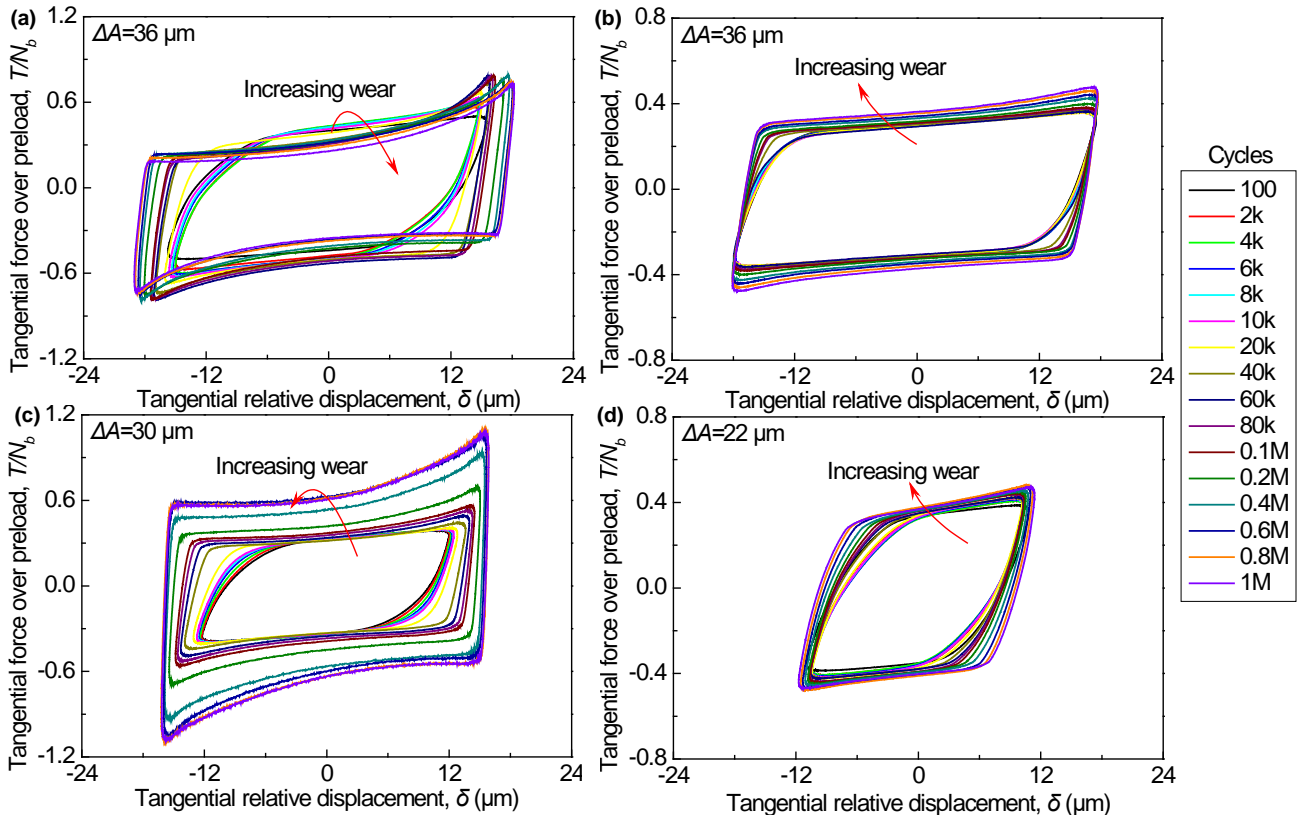 (a)
ΔA=36 μm
Increasing wear
Tangential force over preload, T/N_b
1.2
0.6
0.0
-0.6
-1.2
-24 -12 0 12 24
Tangential relative displacement, δ (μm)
(b)
ΔA=36 μm
Increasing wear
Tangential force over preload, T/N_b
0.8
0.4
0.0
-0.4
-0.8
-24 -12 0 12 24
Tangential relative displacement, δ (μm)
(c)
ΔA=30 μm
Increasing wear
Tangential force over preload, T/N_b
1.2
0.6
0.0
-0.6
-1.2
-24 -12 0 12 24
Tangential relative displacement, δ (μm)
(d)
ΔA=22 μm
Increasing wear
Tangential force over preload, T/N_b
0.8
0.4
0.0
-0.4
-0.8
-24 -12 0 12 24
Tangential relative displacement, δ (μm)
Cycles
100
2k
4k
6k
8k
10k
20k
40k
60k
80k
0.1M
0.2M
0.4M
0.6M
0.8M
1M